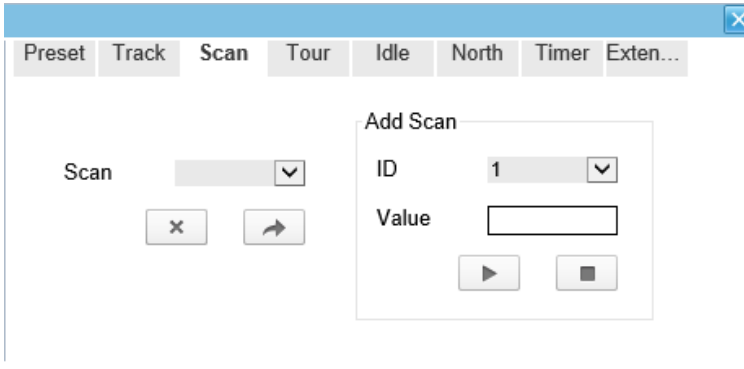 Preset Track Scan Tour Idle North Timer Exten...
Add Scan
Scan
ID 1
Value